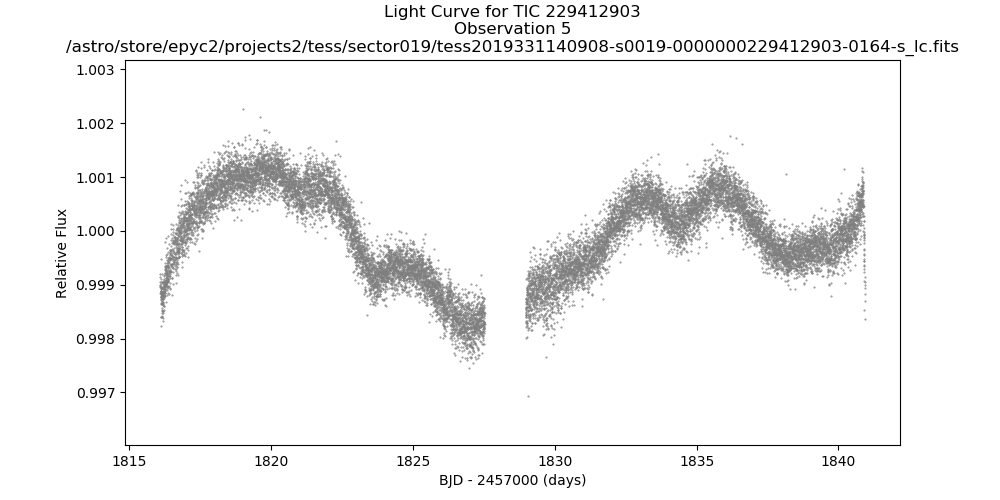 Light Curve for TIC 229412903
Observation 5
/astro/store/epyc2/projects2/tess/sector019/tess2019331140908-s0019-0000000229412903-0164-s_lc.fits
1.003
1.002
1.001
1.000
0.999
0.998
0.997
Relative Flux
1815 1820 1825 1830 1835 1840
BJD - 2457000 (days)